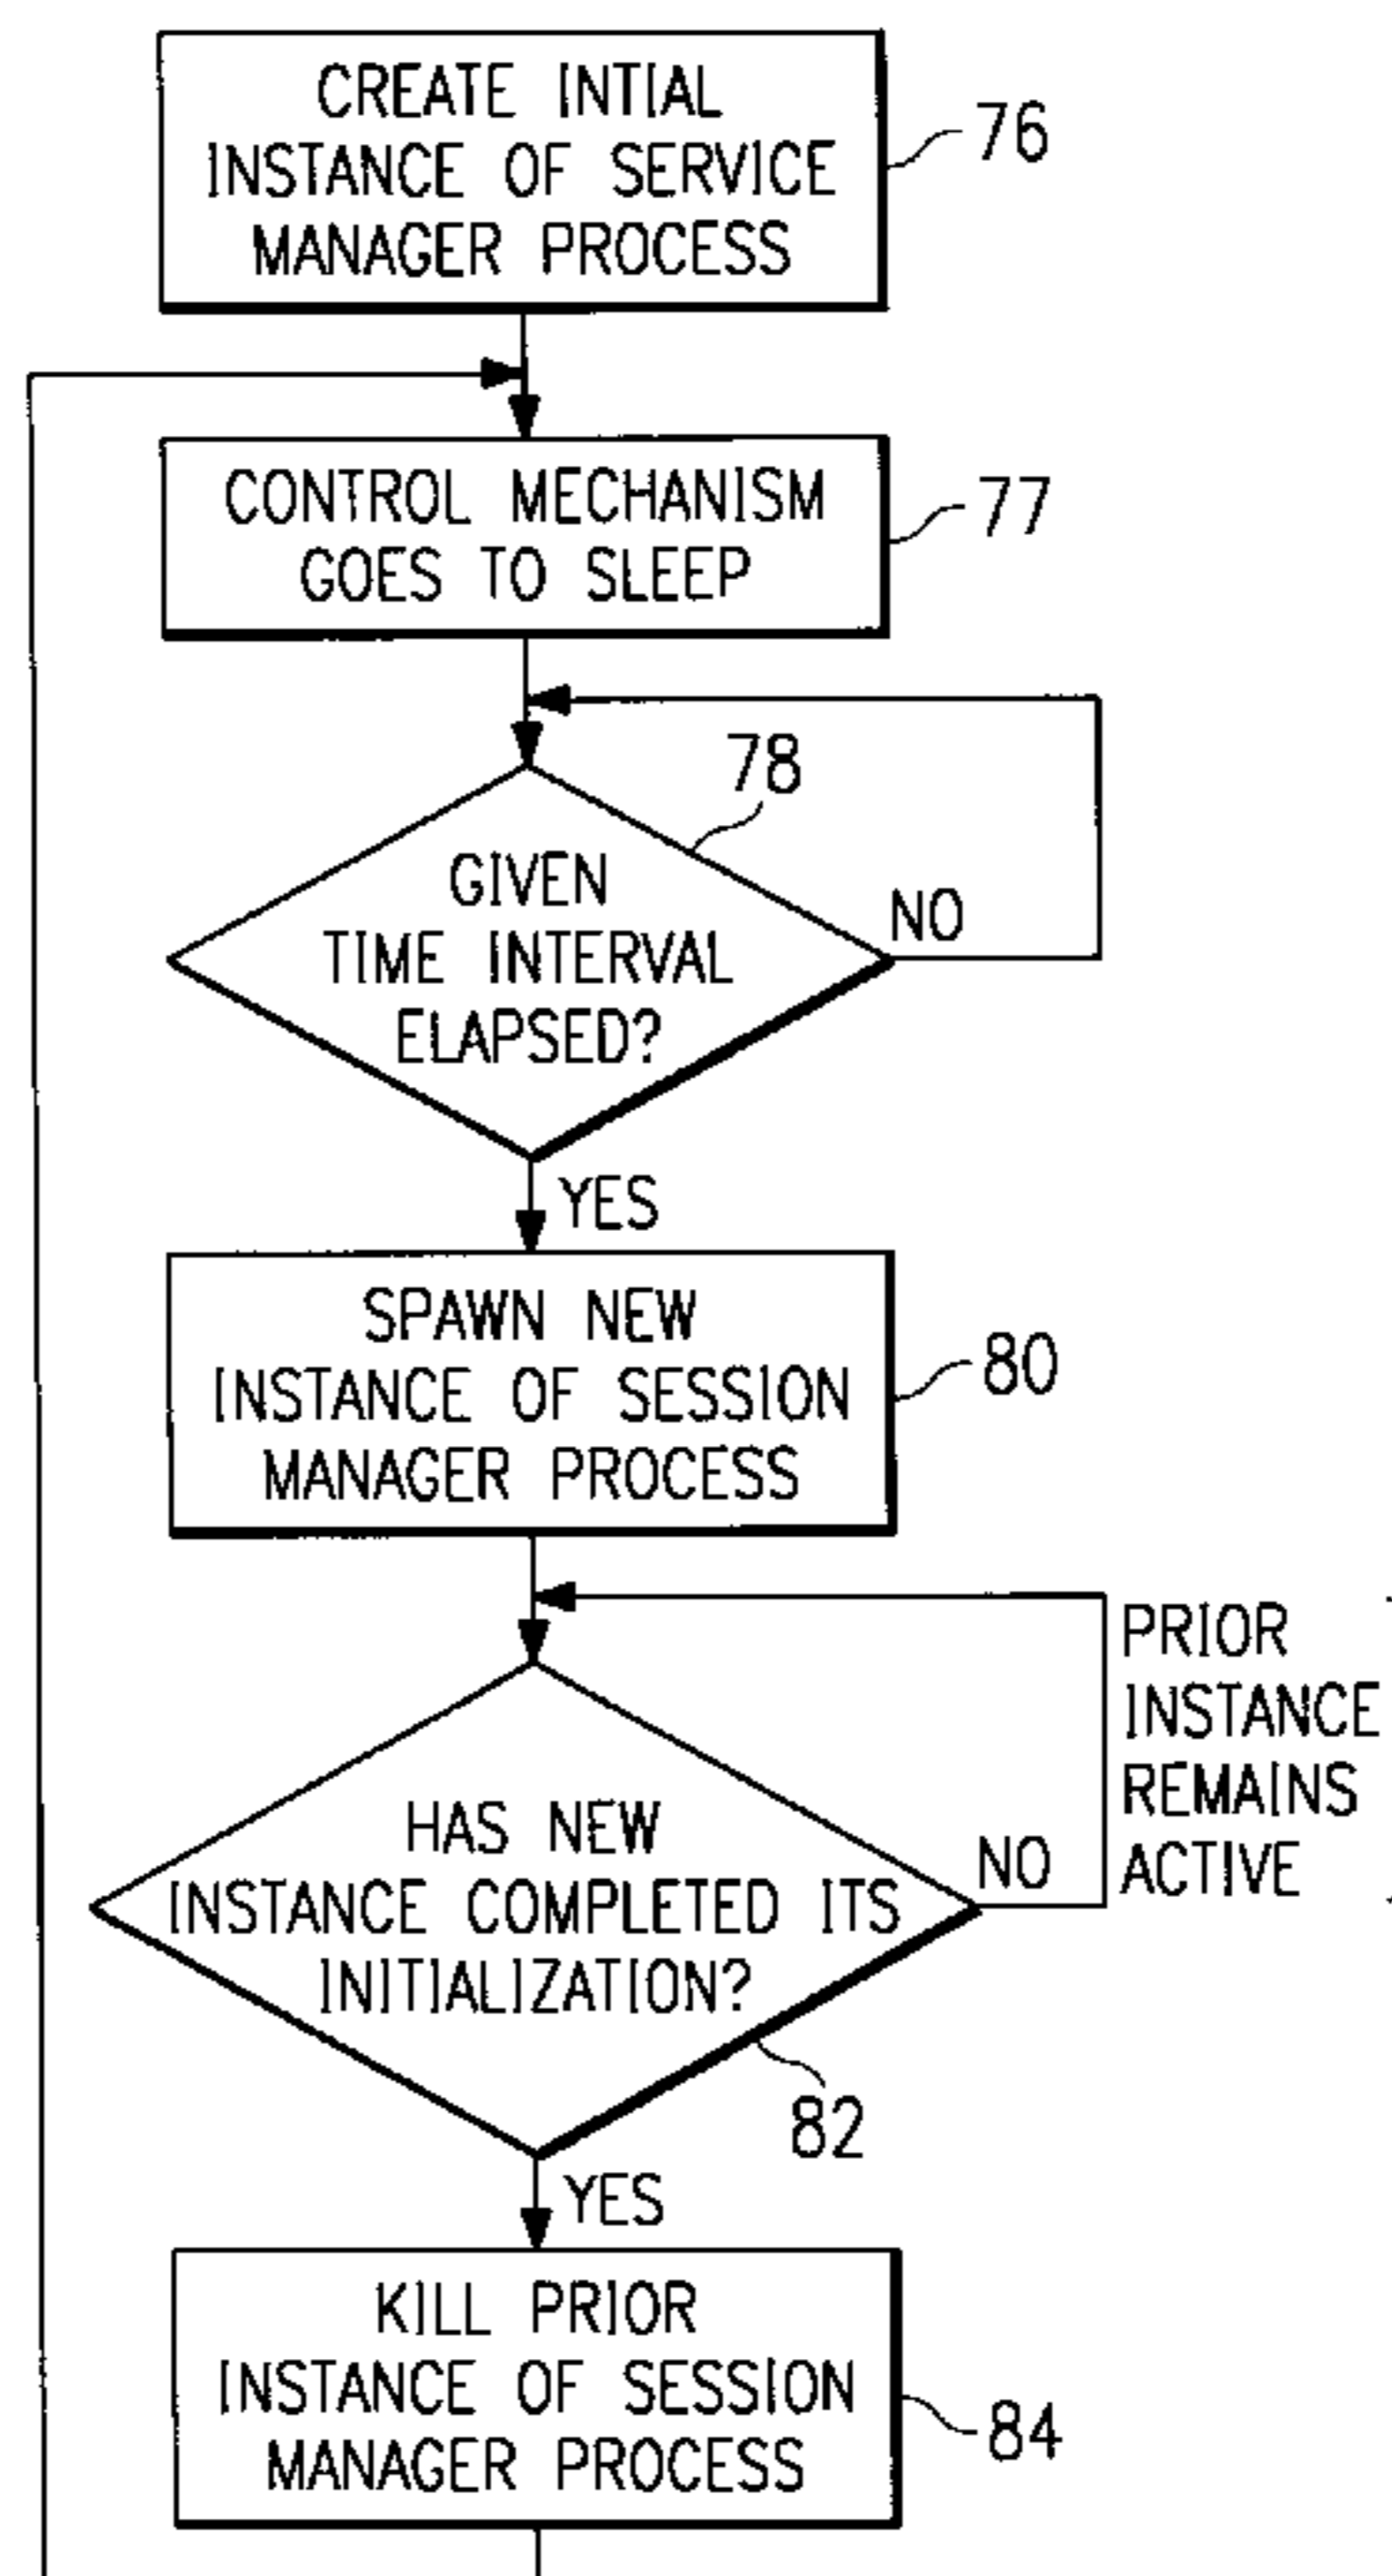 CREATE INTIAL
INSTANCE OF SERVICE
MANAGER PROCESS
76
CONTROL MECHANISM
GOES TO SLEEP
77
78
GIVEN
TIME INTERVAL
ELAPSED?
NO
YES
SPAWN NEW
INSTANCE OF SESSION
MANAGER PROCESS
80
PRIOR
INSTANCE
REMAINS
ACTIVE
HAS NEW
INSTANCE COMPLETED ITS
INITIALIZATION?
NO
82
YES
KILL PRIOR
INSTANCE OF SESSION
MANAGER PROCESS
84